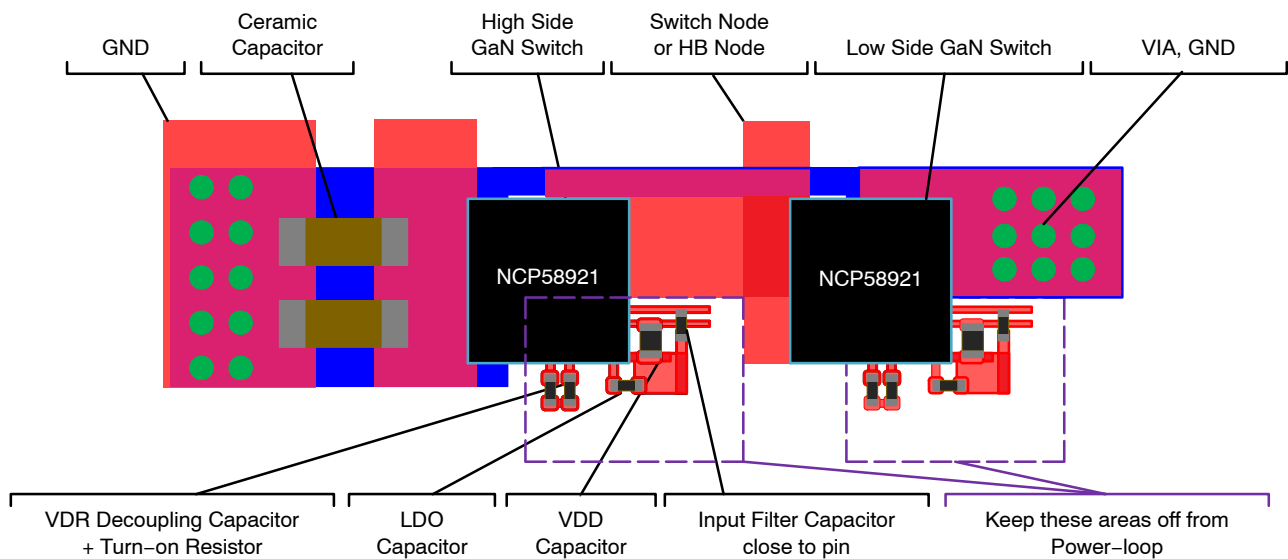 GND
Ceramic
Capacitor
High Side
GaN Switch
Switch Node
or HB Node
Low Side GaN Switch
VIA, GND
NCP58921
NCP58921
VDR Decoupling Capacitor
+ Turn−on Resistor
LDO
Capacitor
VDD
Capacitor
Input Filter Capacitor
close to pin
Keep these areas off from
Power−loop